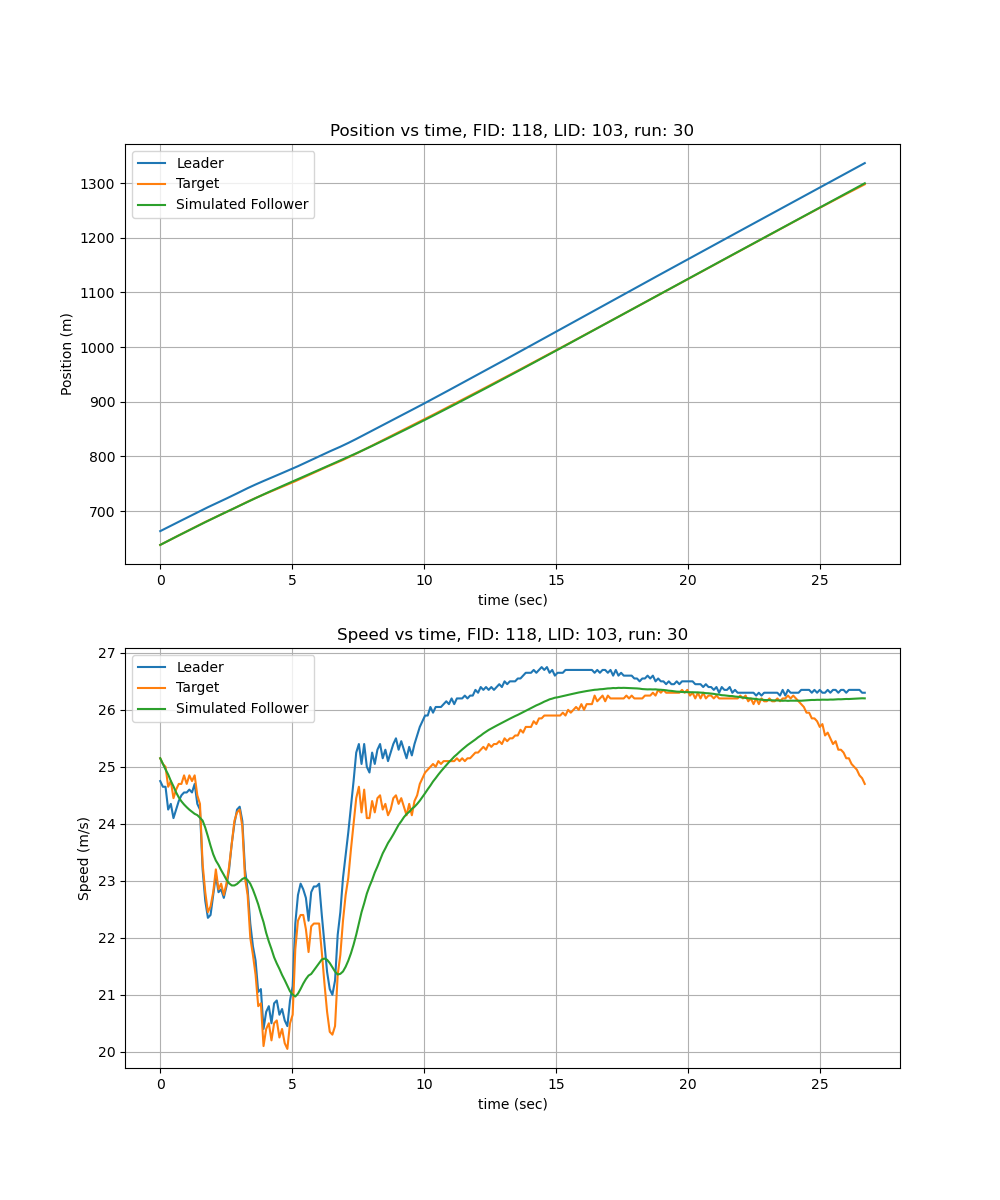 Position vs time, FID: 118, LID: 103, run: 30
Leader
Target
Simulated Follower
1300
1200
1100
1000
900
800
700
Position (m)
0 5 10 15 20 25
time (sec)
Speed vs time, FID: 118, LID: 103, run: 30
Leader
Target
Simulated Follower
27
26
25
24
23
22
21
20
Speed (m/s)
0 5 10 15 20 25
time (sec)